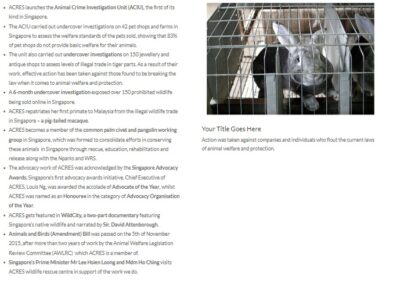 ACRES launches the Animal Crime Investigation Unit (ACIU), the first of its
kind in Singapore.
The ACIU carried out undercover investigations on 42 pet shops and farms in
Singapore to assess the welfare standards of the pets sold, showing that 83%
of pet shops do not provide basic welfare for their animals.
The unit also carried out undercover investigations on 150 jewellery and
antique shops to assess levels of illegal trade in tiger parts. As a result of
their work, effective action has been taken against those found to be breaking the
law when it comes to animal welfare and protection.
A 6-month undercover investigation exposed over 150 prohibited wildlife
being sold online in Singapore.
ACRES repatriates her first primate to Malaysia from the illegal wildlife trade
in Singapore – a pig-tailed macaque.
ACRES becomes a member of the common palm civet and pangolin working
group in Singapore, which was formed to consolidate efforts in conserving
these animals in Singapore through rescue, education, rehabilitation and
release along with the Nparks and WRS.
The advocacy work of ACRES was acknowledged by the Singapore Advocacy
Awards, Singapore's first advocacy awards initiative. Chief Executive of
ACRES, Louis Ng, was awarded the accolade of Advocate of the Year, whilst
ACRES was named as an Honouree in the category of Advocacy Organisation
of the Year.
ACRES gets featured in WildCity, a two-part documentary featuring
Singapore's native wildlife and narrated by Sir. David Attenborough.
Animals and Birds (Amendment) Bill was passed on the 5th of November
2015, after more than two years of work by the Animal Welfare Legislation
Review Committee (AWLRC), which ACRES is a member of.
Singapore's Prime Minister Mr Lee Hsien Loong and Mdm Ho Ching visits
ACRES wildlife rescue centre in support of the work we do.
Your Title Goes Here
Action was taken against companies and individuals who flout the current laws
of animal welfare and protection.